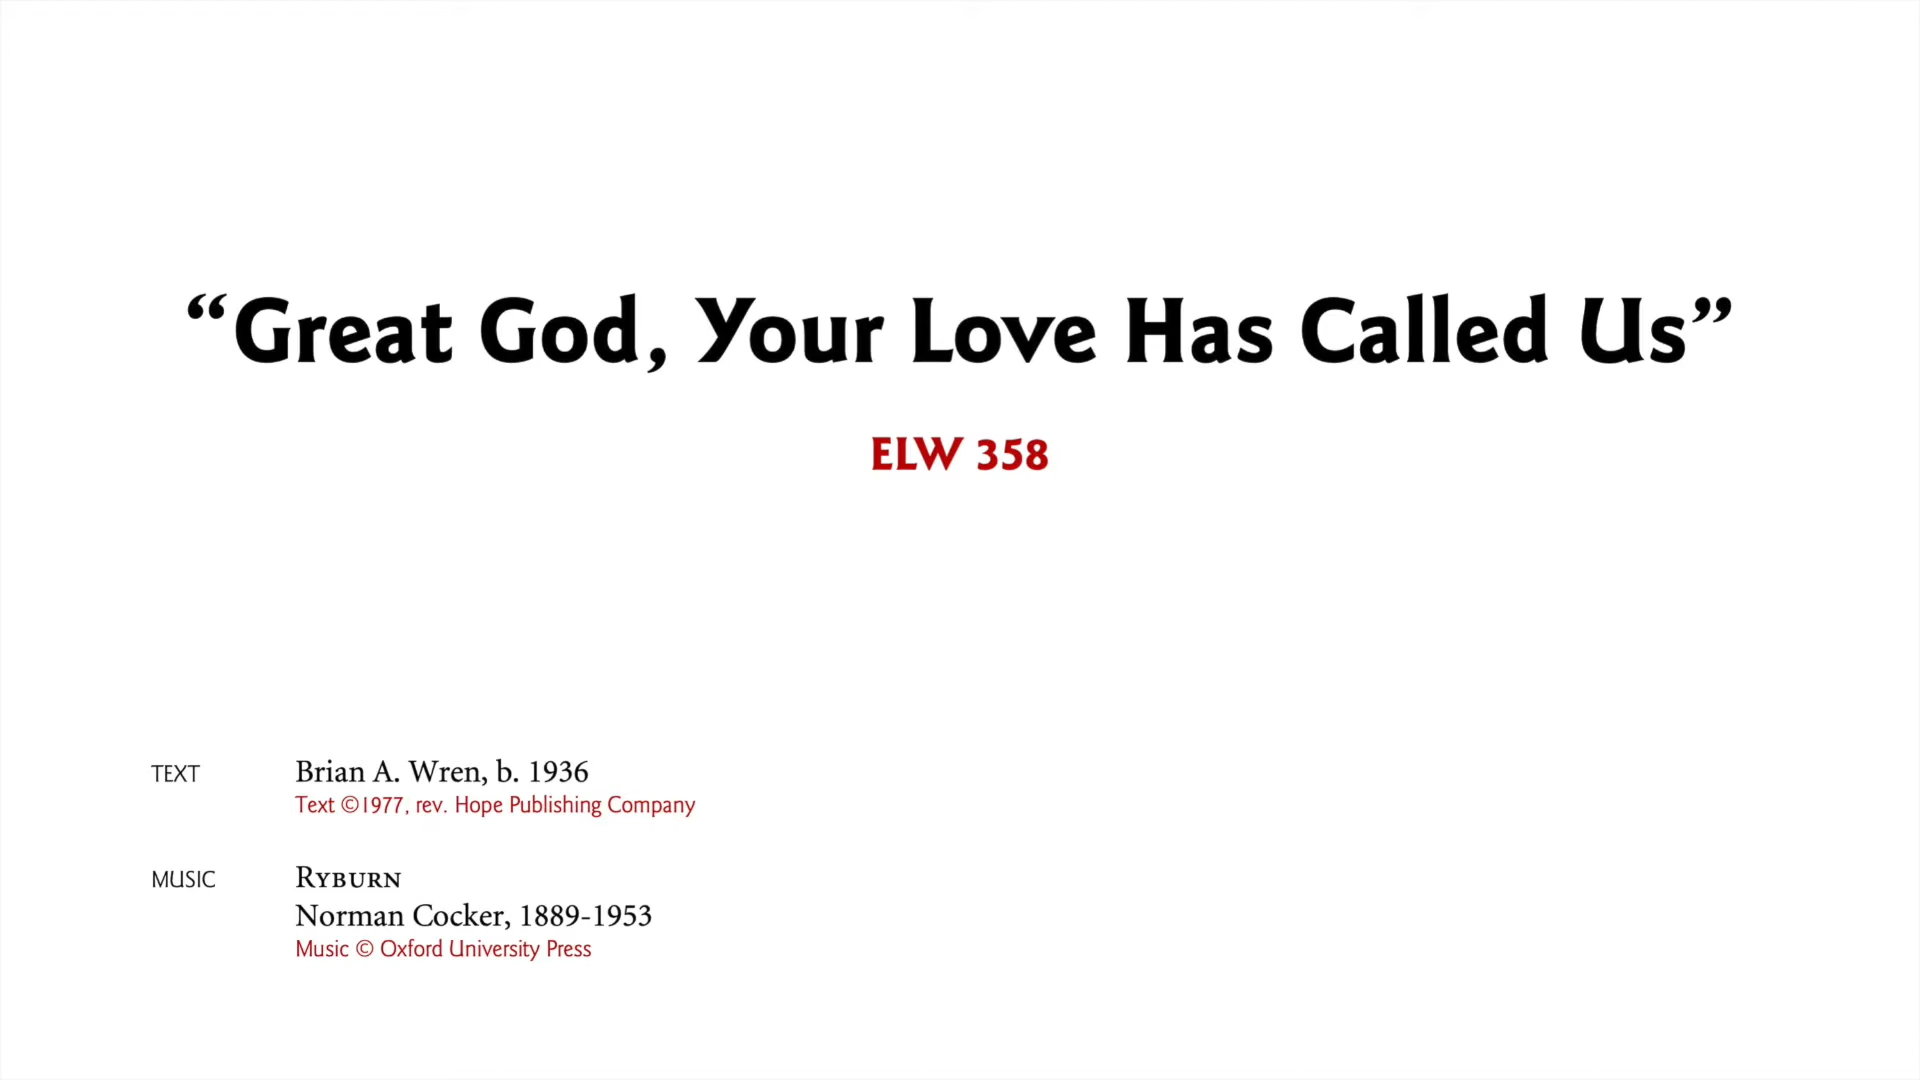 “Great God, Your Love Has Called Us”
ELW 358
TEXT Brian A. Wren, b. 1936
Text ©1977, rev. Hope Publishing Company
MUSIC Ryburn
Norman Cocker, 1889-1953
Music © Oxford University Press